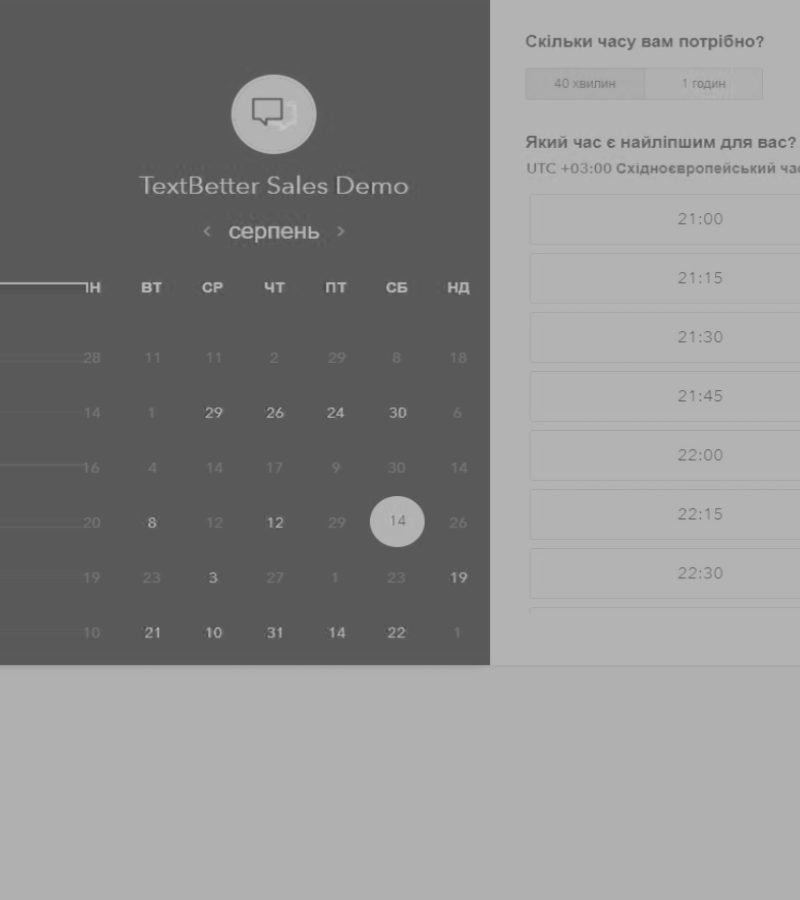 TextBetter Sales Demo
‹ серпень ›
ВТ СР ЧТ ПТ СБ НД
28 11 11 2 29 8 18
14 1 29 26 24 30 6
16 4 14 17 9 30 14
20 8 12 12 29 14 26
19 23 3 27 1 23 19
10 21 10 31 14 22 1
Скільки часу вам потрібно?
40 хвилин 1 годин
Який час є найліпшим для вас?
UTC +03:00 Східноєвропейський
21:00
21:15
21:30
21:45
22:00
22:15
22:30